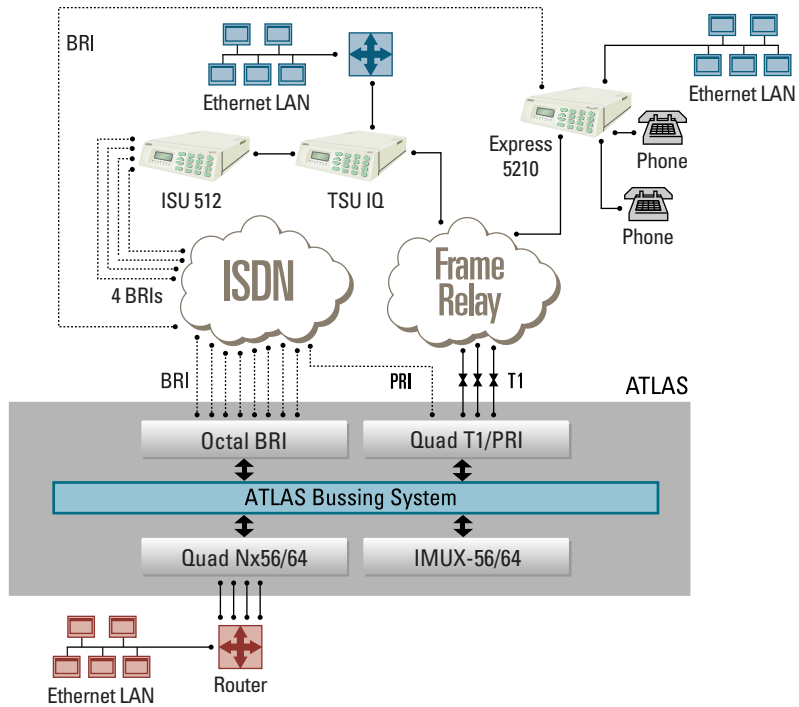 BRI
Ethernet LAN
Ethernet LAN
Express
5210
Phone
ISU 512
TSU IQ
Phone
ISDN
Frame
Relay
4 BRIs
BRI
PRI
T1
ATLAS
Octal BRI
Quad T1/PRI
ATLAS Bussing System
Quad Nx56/64
IMUX-56/64
Ethernet LAN
Router